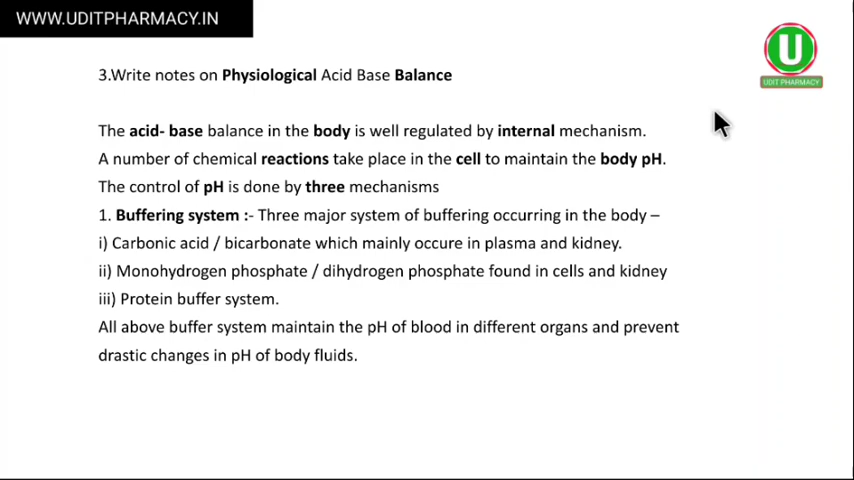 WWW.UDITPHARMACY.IN
U
UDIT PHARMACY
3.Write notes on Physiological Acid Base Balance
The acid- base balance in the body is well regulated by internal mechanism.
A number of chemical reactions take place in the cell to maintain the body pH.
The control of pH is done by three mechanisms
1. Buffering system :- Three major system of buffering occurring in the body –
i) Carbonic acid / bicarbonate which mainly occure in plasma and kidney.
ii) Monohydrogen phosphate / dihydrogen phosphate found in cells and kidney
iii) Protein buffer system.
All above buffer system maintain the pH of blood in different organs and prevent
drastic changes in pH of body fluids.